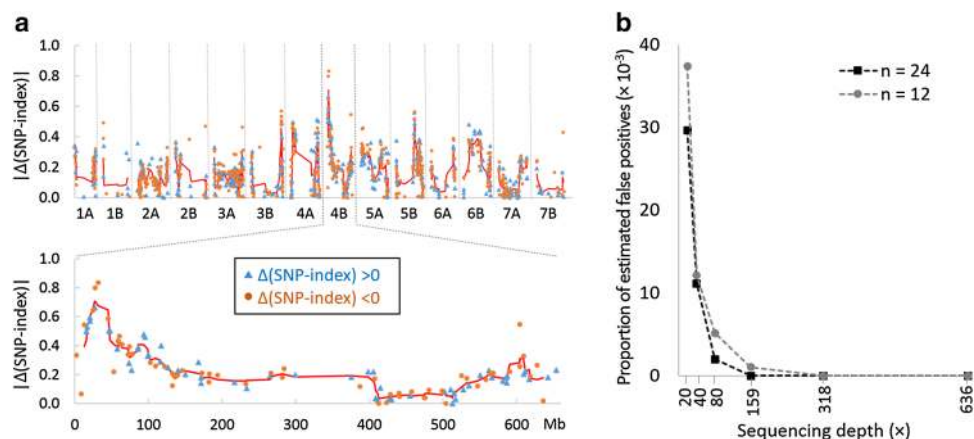 a
|Δ(SNP-index)|
1.0
0.8
0.6
0.4
0.2
0.0
1A 1B 2A 2B 3A 3B 4A 4B 5A 5B 6A 6B 7A 7B
|Δ(SNP-index)|
1.0
0.8
0.6
0.4
0.2
0.0
Δ(SNP-index) >0
Δ(SNP-index) <0
0 100 200 300 400 500 600 Mb
b
Proportion of estimated false positives (× 10⁻³)
40
30
20
10
0
n = 24
n = 12
20 40 80 159 318 636
Sequencing depth (×)